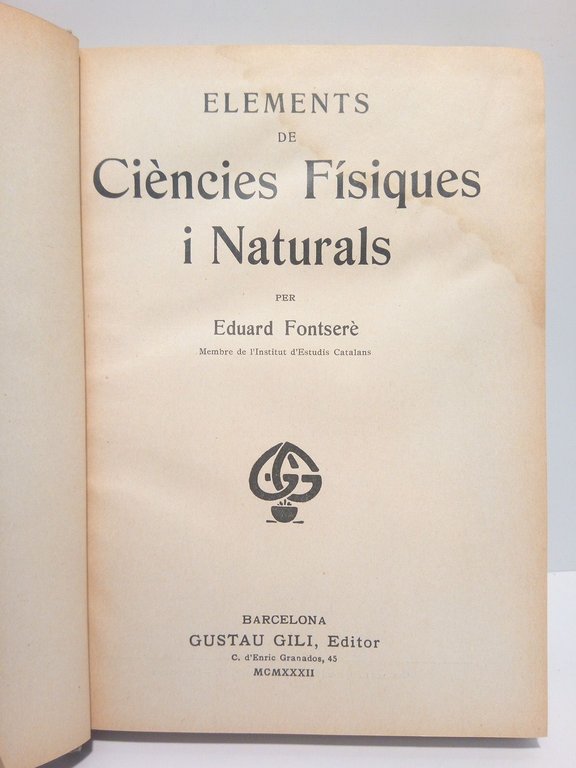 ELEMENTS
DE
Ciències Físiques
i Naturals
PER
Eduard Fontserè
Membre de l'Institut d'Estudis Catalans
GG
BARCELONA
GUSTAU GILI, Editor
C. d'Enric Granados, 45
MCMXXXII